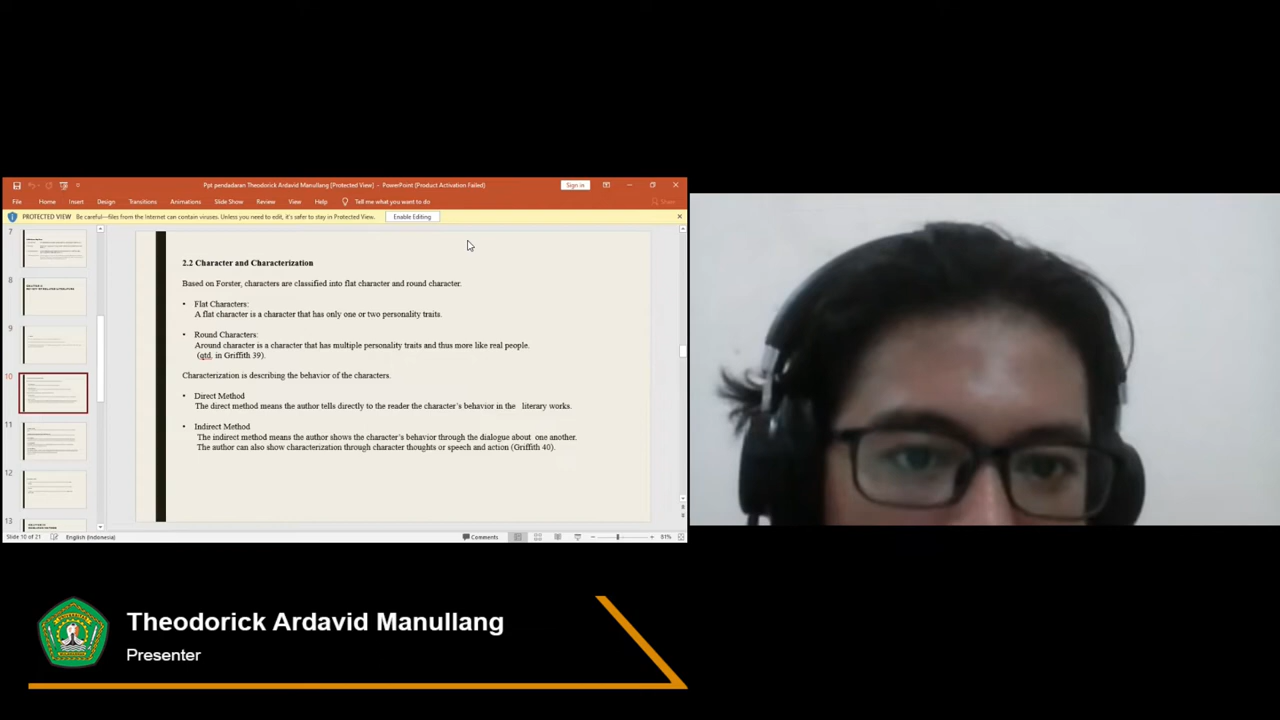 Ppt pendadaran Theodorick Ardavid Manullang [Protected View] - PowerPoint (Product Activation Failed)
Sign in
File Home Insert Design Transitions Animations Slide Show Review View Help Tell me what you want to do Share
PROTECTED VIEW Be careful—files from the Internet can contain viruses. Unless you need to edit, it's safer to stay in Protected View. Enable Editing
7
8
9
10
11
12
13
2.2 Character and Characterization
Based on Forster, characters are classified into flat character and round character.
• Flat Characters:
A flat character is a character that has only one or two personality traits.
• Round Characters:
Around character is a character that has multiple personality traits and thus more like real people.
(qtd. in Griffith 39).
Characterization is describing the behavior of the characters.
• Direct Method
The direct method means the author tells directly to the reader the character's behavior in the literary works.
• Indirect Method
The indirect method means the author shows the character's behavior through the dialogue about one another.
The author can also show characterization through character thoughts or speech and action (Griffith 40).
Slide 10 of 21 English (Indonesia) Comments 81%
Theodorick Ardavid Manullang
Presenter